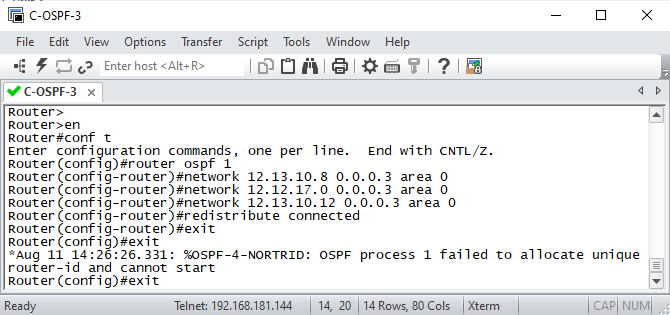 C-OSPF-3
File Edit View Options Transfer Script Tools Window Help
Enter host <Alt+R>
C-OSPF-3
Router>
Router>en
Router#conf t
Enter configuration commands, one per line.  End with CNTL/Z.
Router(config)#router ospf 1
Router(config-router)#network 12.13.10.8 0.0.0.3 area 0
Router(config-router)#network 12.12.17.0 0.0.0.3 area 0
Router(config-router)#network 12.13.10.12 0.0.0.3 area 0
Router(config-router)#redistribute connected
Router(config-router)#exit
Router(config)#exit
*Aug 11 14:26:26.331: %OSPF-4-NORTRID: OSPF process 1 failed to allocate unique
router-id and cannot start
Router(config)#exit
Ready Telnet: 192.168.181.144 14, 20 14 Rows, 80 Cols Xterm CAP NUM